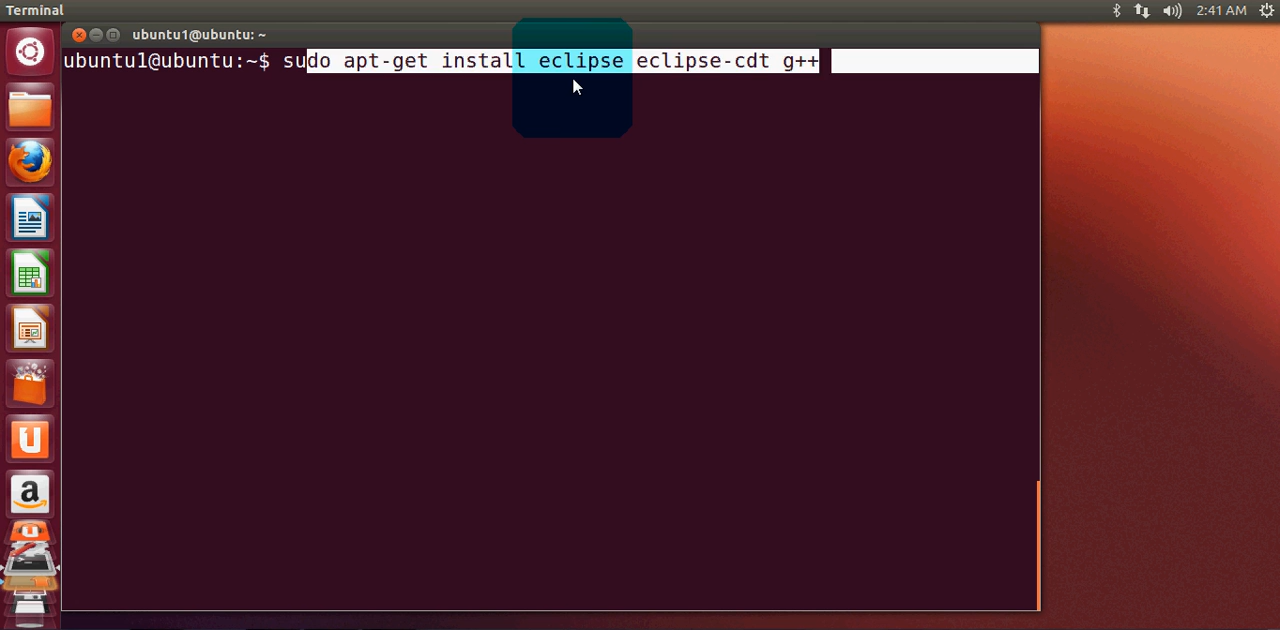 Terminal
2:41 AM
ubuntu1@ubuntu: ~
ubuntu1@ubuntu:~$ sudo apt-get install eclipse eclipse-cdt g++